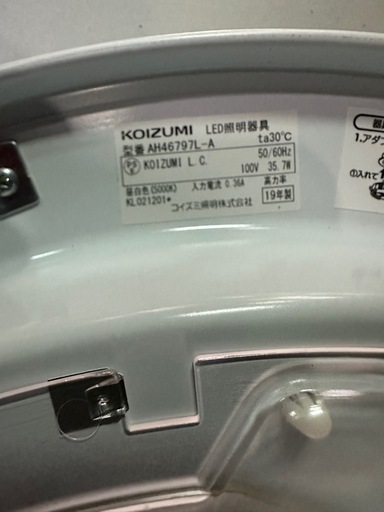 KOIZUMI LED照明器具
型番 AH46797L-A ta30℃
50/60Hz
KOIZUMI L.C. 100V 35.7W
昼白色(5000K) 入力電流 0.36A 高力率
KL021201* 19年製
コイズミ照明株式会社
器具
1.アダプ
の入れて